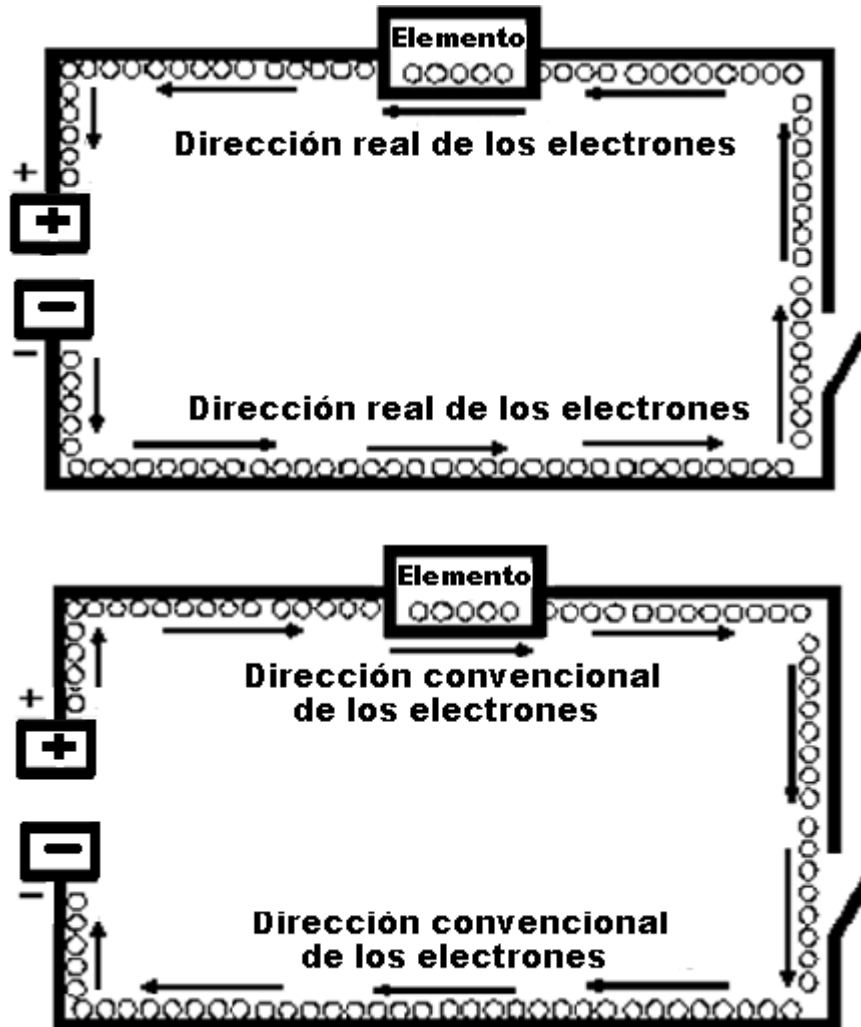 Elemento
Dirección real de los electrones
+
+
-
-
Dirección real de los electrones
Elemento
Dirección convencional
de los electrones
+
+
-
-
Dirección convencional
de los electrones